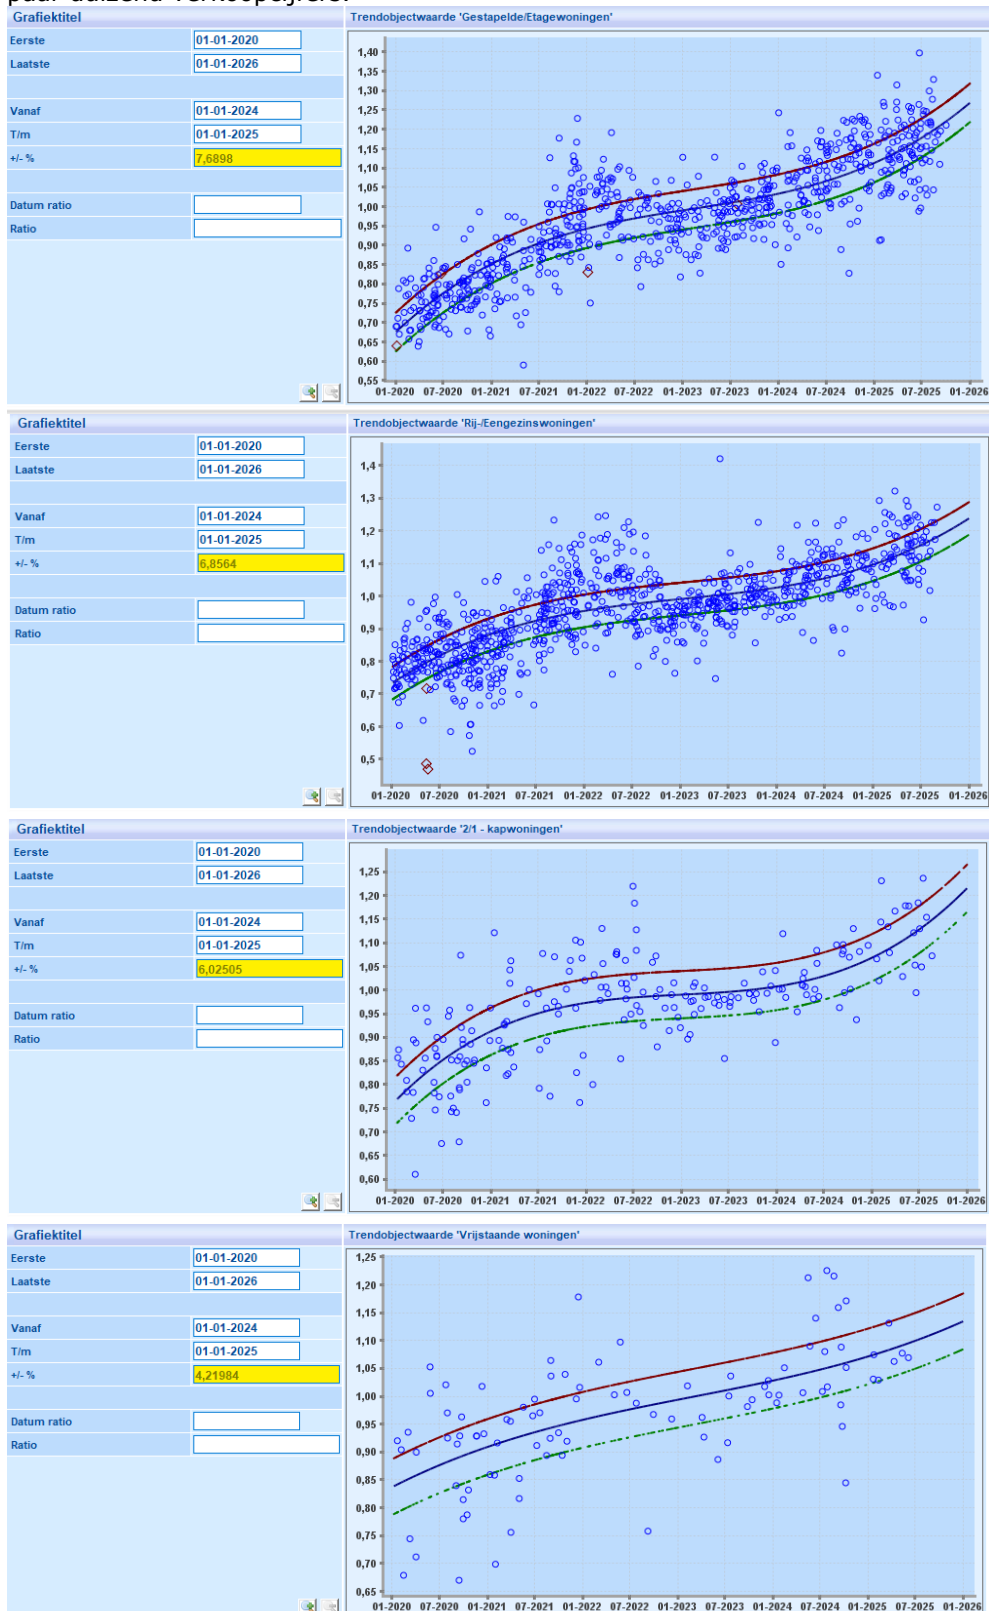 Grafiektitel
Trendobjectwaarde 'Gestapelde/Etagewoningen'
Eerste 01-01-2020
Laatste 01-01-2026
Vanaf 01-01-2024
T/m 01-01-2025
+/- % 7,6898
Datum ratio
Ratio
1,40
1,35
1,30
1,25
1,20
1,15
1,10
1,05
1,00
0,95
0,90
0,85
0,80
0,75
0,70
0,65
0,60
0,55
01-2020 07-2020 01-2021 07-2021 01-2022 07-2022 01-2023 07-2023 01-2024 07-2024 01-2025 07-2025 01-2026
Grafiektitel
Trendobjectwaarde 'Rij-/Eengezinswoningen'
Eerste 01-01-2020
Laatste 01-01-2026
Vanaf 01-01-2024
T/m 01-01-2025
+/- % 6,8564
Datum ratio
Ratio
1,4
1,3
1,2
1,1
1,0
0,9
0,8
0,7
0,6
0,5
01-2020 07-2020 01-2021 07-2021 01-2022 07-2022 01-2023 07-2023 01-2024 07-2024 01-2025 07-2025 01-2026
Grafiektitel
Trendobjectwaarde '2/1 - kapwoningen'
Eerste 01-01-2020
Laatste 01-01-2026
Vanaf 01-01-2024
T/m 01-01-2025
+/- % 6,02505
Datum ratio
Ratio
1,25
1,20
1,15
1,10
1,05
1,00
0,95
0,90
0,85
0,80
0,75
0,70
0,65
0,60
01-2020 07-2020 01-2021 07-2021 01-2022 07-2022 01-2023 07-2023 01-2024 07-2024 01-2025 07-2025 01-2026
Grafiektitel
Trendobjectwaarde 'Vrijstaande woningen'
Eerste 01-01-2020
Laatste 01-01-2026
Vanaf 01-01-2024
T/m 01-01-2025
+/- % 4,21984
Datum ratio
Ratio
1,25
1,20
1,15
1,10
1,05
1,00
0,95
0,90
0,85
0,80
0,75
0,70
0,65
01-2020 07-2020 01-2021 07-2021 01-2022 07-2022 01-2023 07-2023 01-2024 07-2024 01-2025 07-2025 01-2026